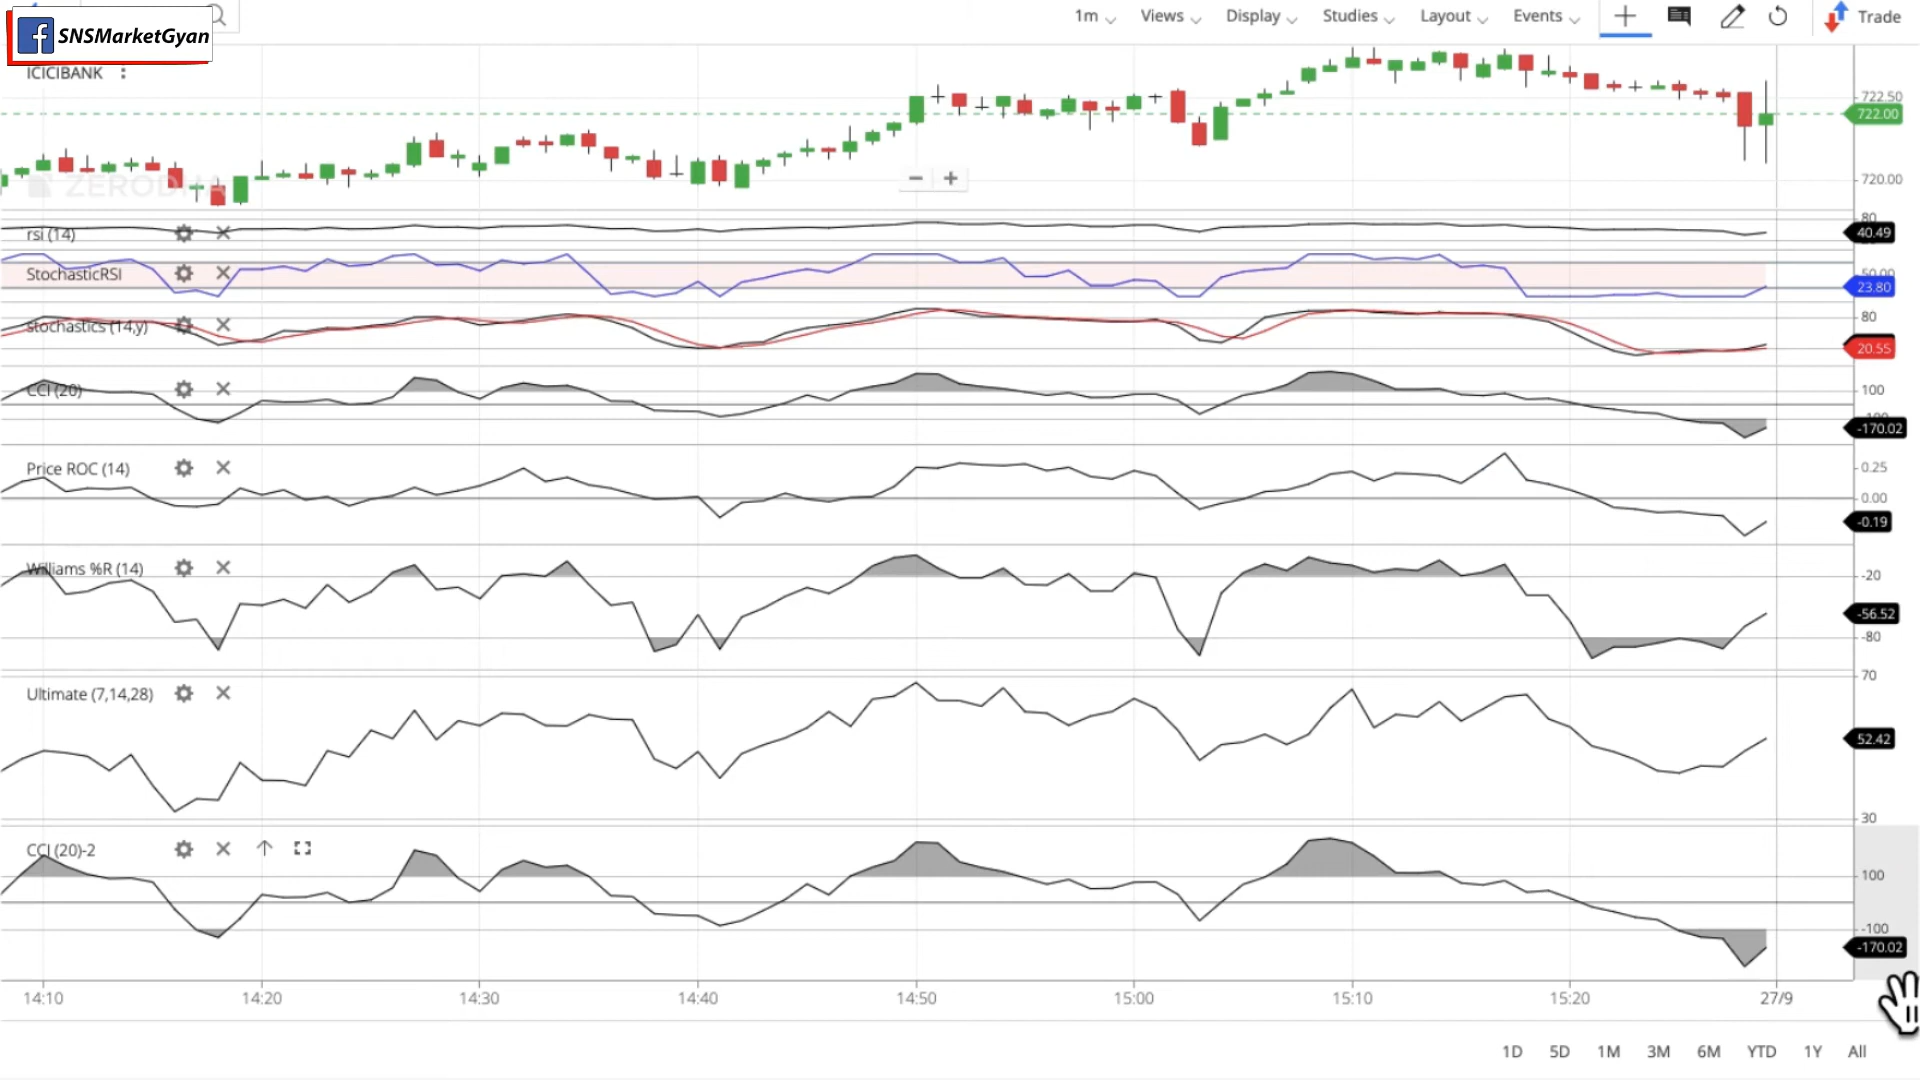 SNSMarketGyan
1m Views Display Studies Layout Events Trade
ICICIBANK
722.50
722.00
ZERODHA
720.00
rsi (14)
80
40.49
StochasticRSI
50.00
23.80
stochastics (14,y)
80
20.55
CCI (20)
100
-100
-170.02
Price ROC (14)
0.25
0.00
-0.19
Williams %R (14)
-20
-56.52
-80
Ultimate (7,14,28)
70
52.42
30
CCI (20)-2
100
-100
-170.02
14:10 14:20 14:30 14:40 14:50 15:00 15:10 15:20 27/9
1D 5D 1M 3M 6M YTD 1Y All